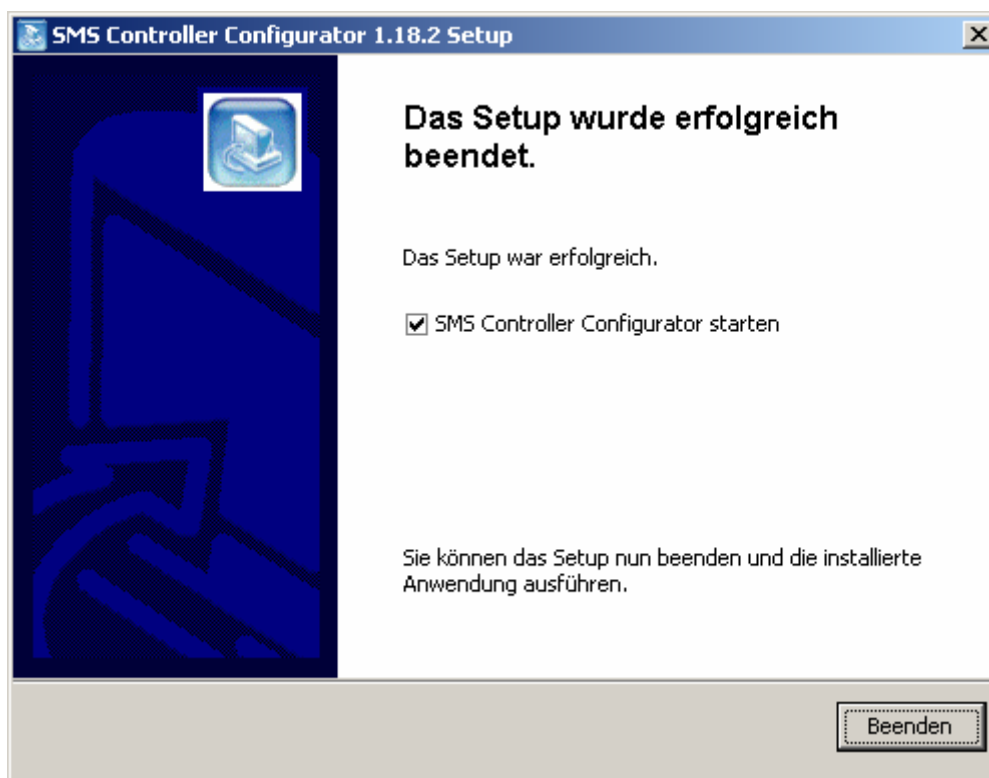 SMS Controller Configurator 1.18.2 Setup
Das Setup wurde erfolgreich
beendet.
Das Setup war erfolgreich.
SMS Controller Configurator starten
Sie können das Setup nun beenden und die installierte
Anwendung ausführen.
Beenden